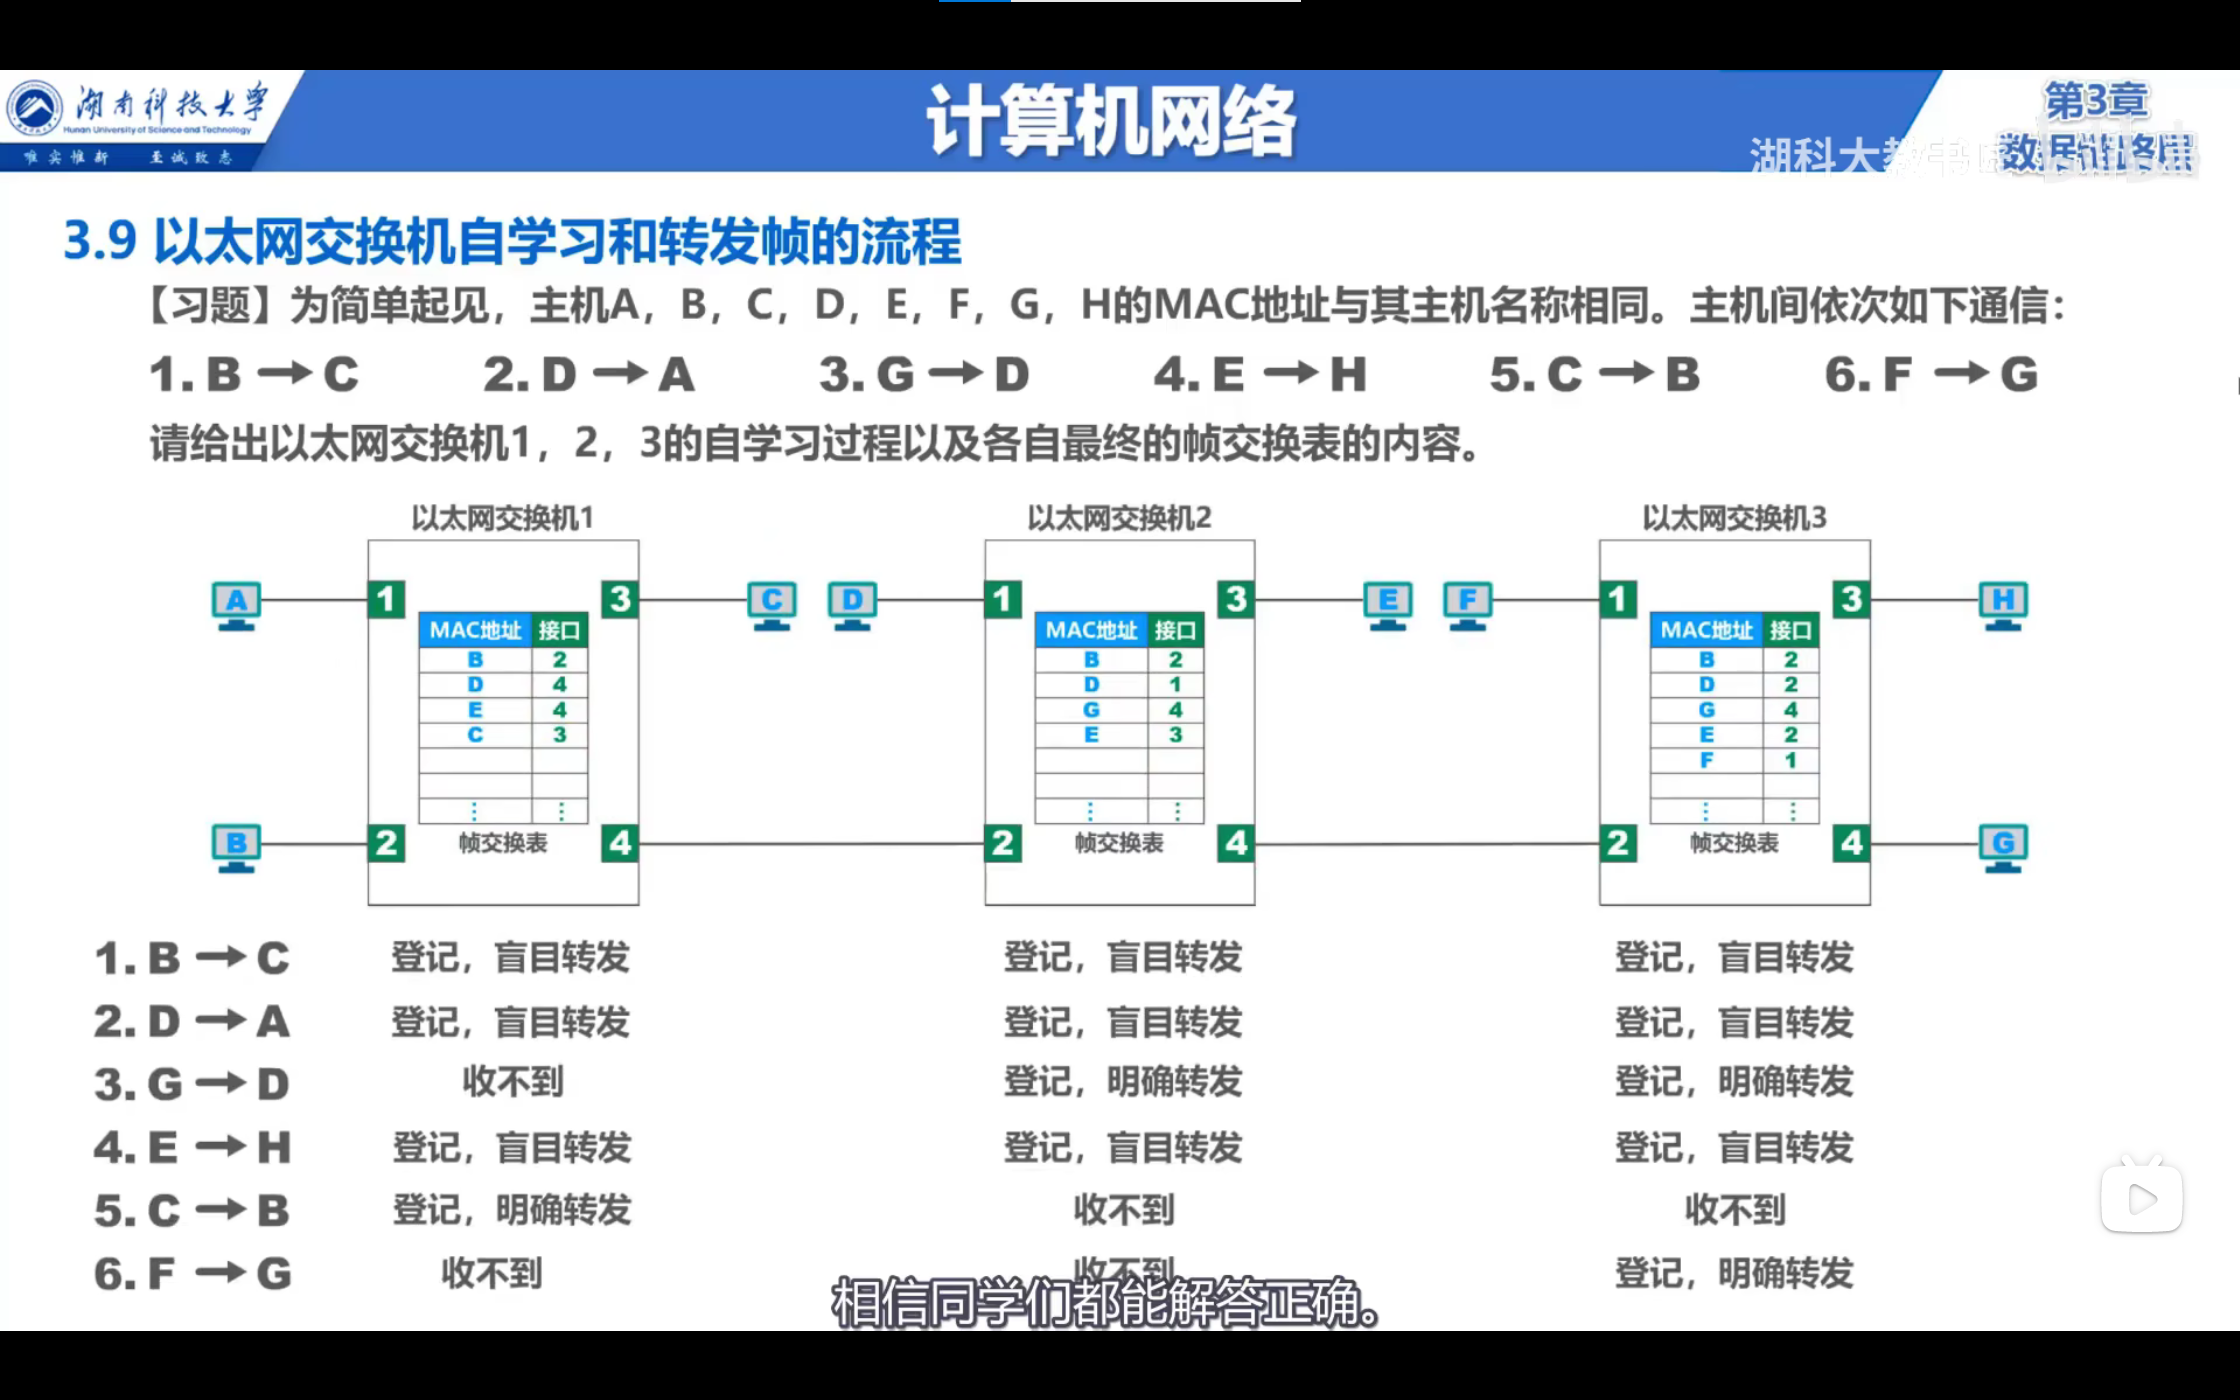 湖南科技大学
Hunan University of Science and Technology
唯实惟新 至诚致志
计算机网络
第3章
数据链路层
湖科大教书匠
3.9 以太网交换机自学习和转发帧的流程
【习题】为简单起见，主机A，B，C，D，E，F，G，H的MAC地址与其主机名称相同。主机间依次如下通信：
1. B → C 2. D → A 3. G → D 4. E → H 5. C → B 6. F → G
请给出以太网交换机1，2，3的自学习过程以及各自最终的帧交换表的内容。
以太网交换机1 以太网交换机2 以太网交换机3
A 1 3 C D 1 3 E F 1 3 H
MAC地址 接口 MAC地址 接口 MAC地址 接口
B 2 B 2 B 2
D 4 D 1 D 2
E 4 G 4 G 4
C 3 E 3 E 2
F 1
⋮ ⋮ ⋮ ⋮ ⋮ ⋮
B 2 帧交换表 4 2 帧交换表 4 2 帧交换表 4 G
1. B → C 登记，盲目转发 登记，盲目转发 登记，盲目转发
2. D → A 登记，盲目转发 登记，盲目转发 登记，盲目转发
3. G → D 收不到 登记，明确转发 登记，明确转发
4. E → H 登记，盲目转发 登记，盲目转发 登记，盲目转发
5. C → B 登记，明确转发 收不到 收不到
6. F → G 收不到 收不到 登记，明确转发
相信同学们都能解答正确。